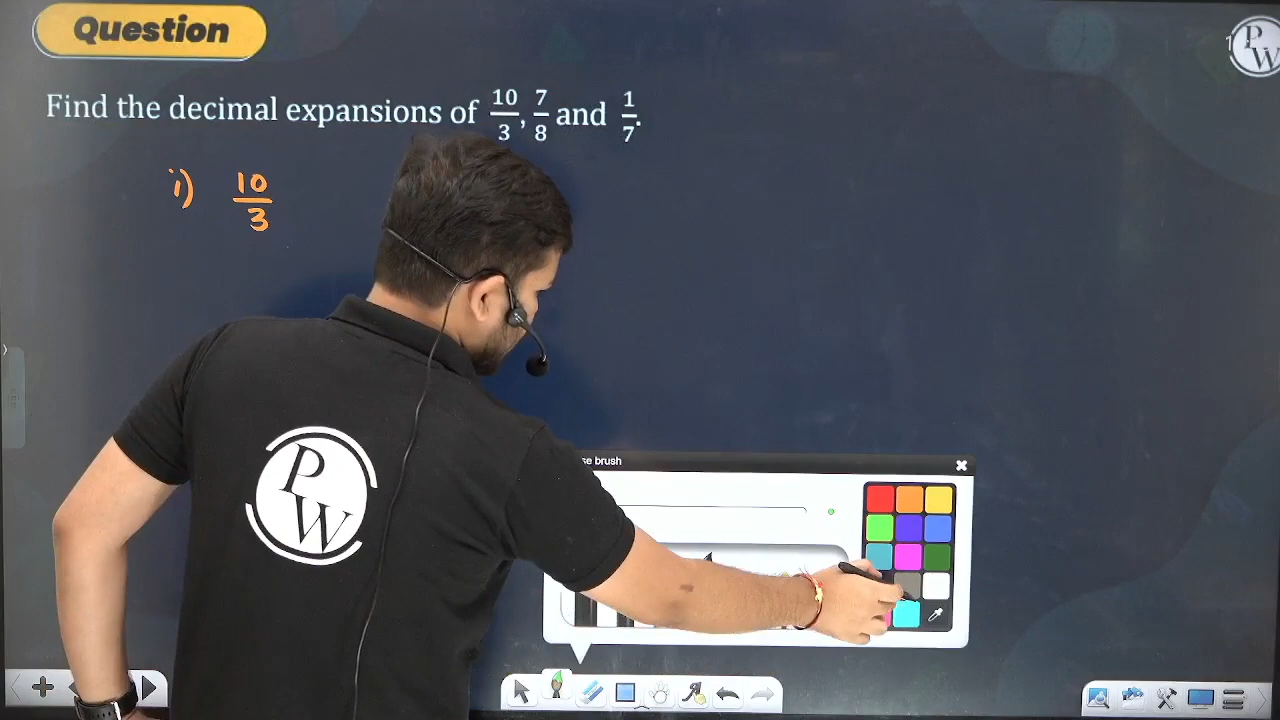 Question
PW
Find the decimal expansions of 10/3, 7/8 and 1/7.
i) 10/3
PW
se brush